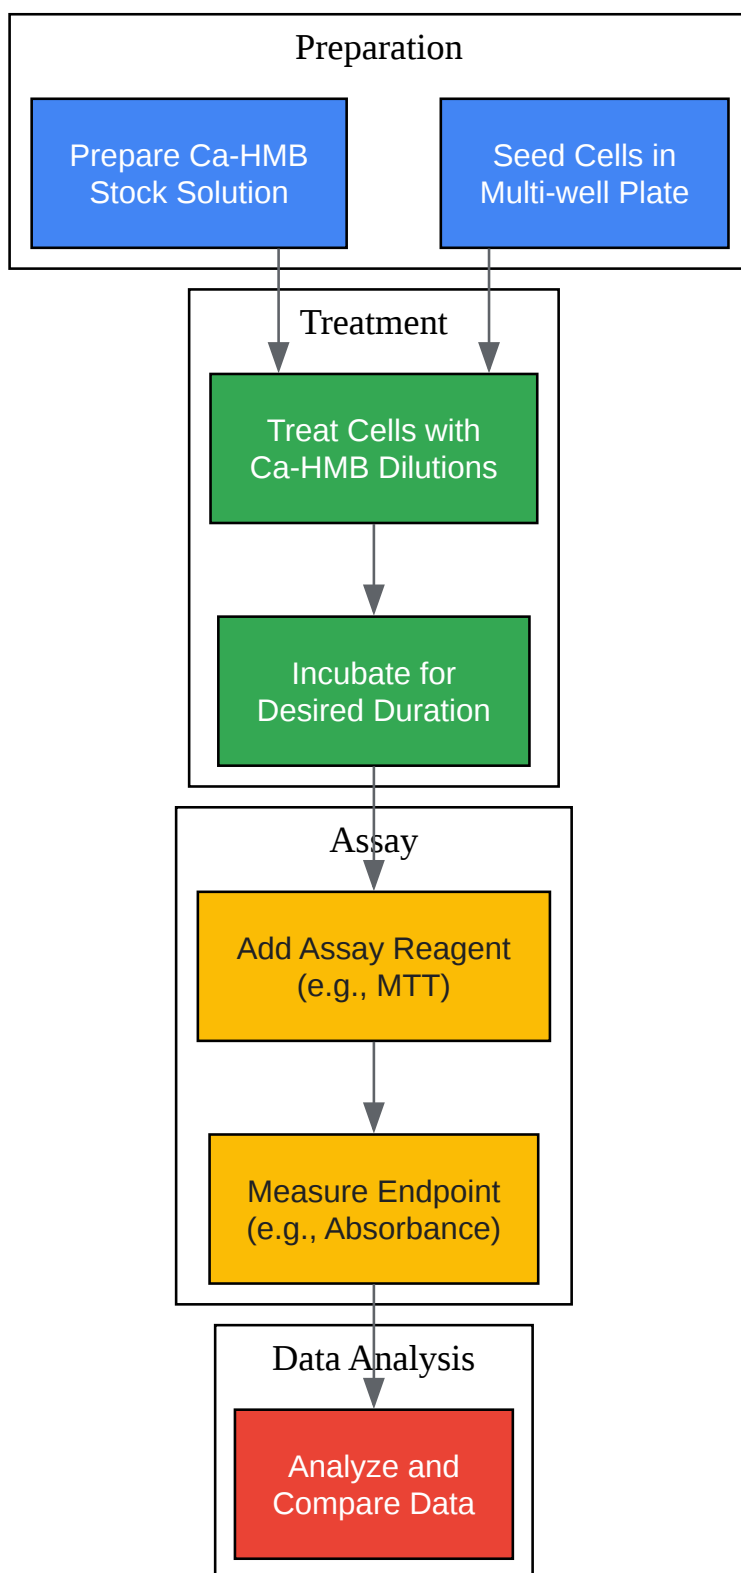 Preparation
Prepare Ca-HMB
Stock Solution
Seed Cells in
Multi-well Plate
Treatment
Treat Cells with
Ca-HMB Dilutions
Incubate for
Desired Duration
Assay
Add Assay Reagent
(e.g., MTT)
Measure Endpoint
(e.g., Absorbance)
Data Analysis
Analyze and
Compare Data